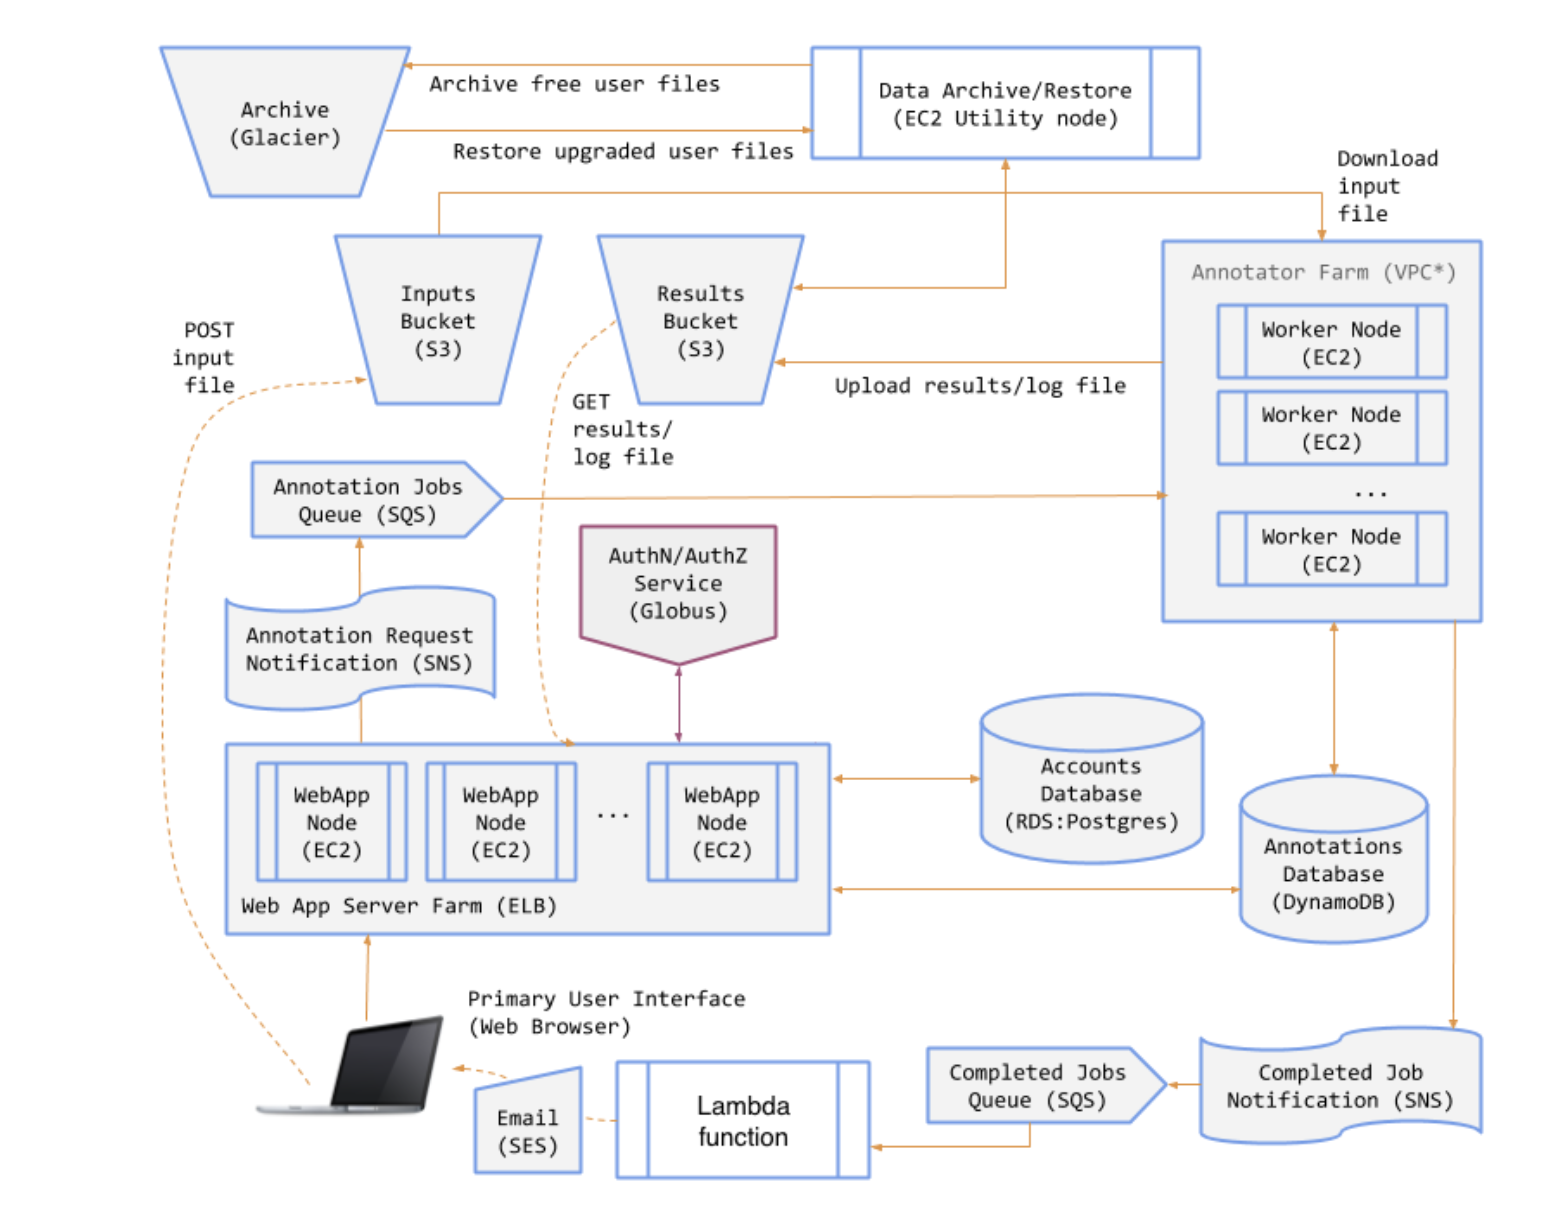 Archive
(Glacier)
Archive free user files
Restore upgraded user files
Data Archive/Restore
(EC2 Utility node)
Download
input
file
Inputs
Bucket
(S3)
Results
Bucket
(S3)
Annotator Farm (VPC*)
Worker Node
(EC2)
Worker Node
(EC2)
...
Worker Node
(EC2)
POST
input
file
GET
results/
log file
Upload results/log file
Annotation Jobs
Queue (SQS)
AuthN/AuthZ
Service
(Globus)
Annotation Request
Notification (SNS)
WebApp
Node
(EC2)
WebApp
Node
(EC2)
...
WebApp
Node
(EC2)
Web App Server Farm (ELB)
Accounts
Database
(RDS:Postgres)
Annotations
Database
(DynamoDB)
Primary User Interface
(Web Browser)
Email
(SES)
Lambda
function
Completed Jobs
Queue (SQS)
Completed Job
Notification (SNS)